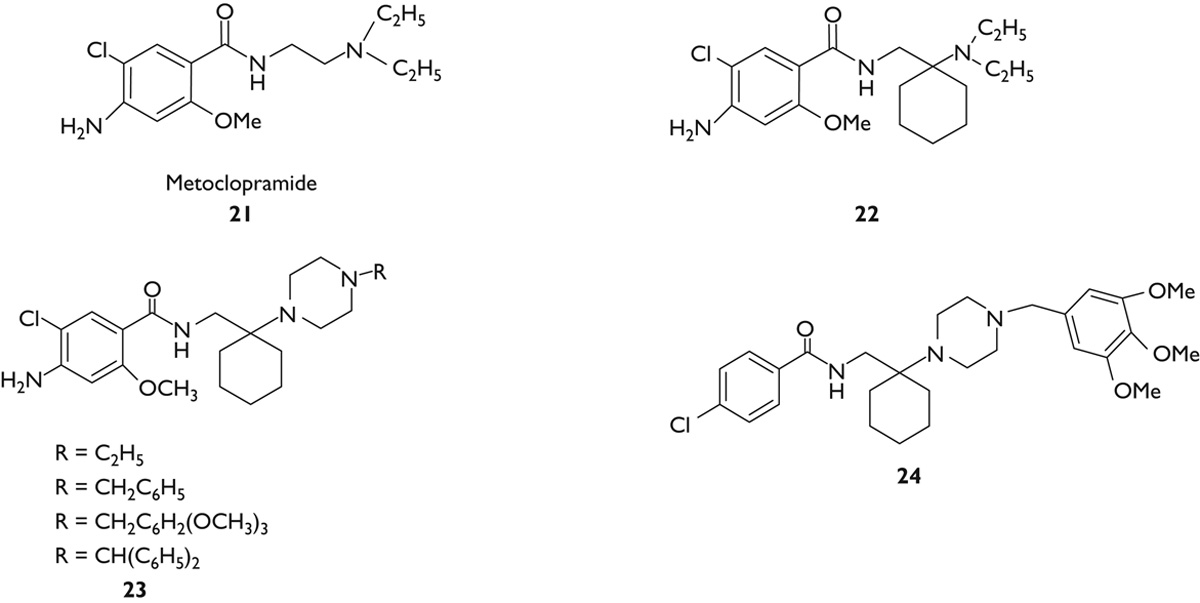 O
C₂H₅
Cl
N
N
H
C₂H₅
H₂N
OMe
Metoclopramide
21
O
C₂H₅
Cl
N
N
H
C₂H₅
H₂N
OMe
22
O
N
R
Cl
N
N
H
H₂N
OCH₃
R = C₂H₅
R = CH₂C₆H₅
R = CH₂C₆H₂(OCH₃)₃
R = CH(C₆H₅)₂
23
O
N
OMe
N
N
H
OMe
OMe
Cl
24